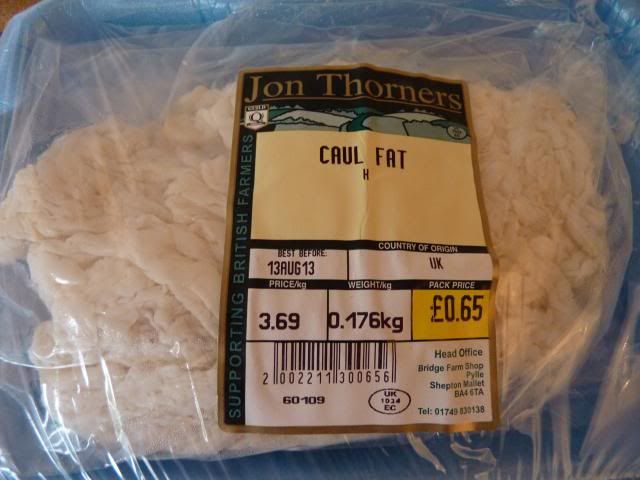 Jon Thorners
GUILD
Q
SUPPORTING BRITISH FARMERS
CAUL FAT
H
BEST BEFORE:
13AUG13
COUNTRY OF ORIGIN
UK
PRICE/kg
3.69
WEIGHT/kg
0.176kg
PACK PRICE
£0.65
2 002211 300656
60109
UK
1024
EC
Head Office
Bridge Farm Shop
Pylle
Shepton Mallet
BA4 6TA
Tel: 01749 830138